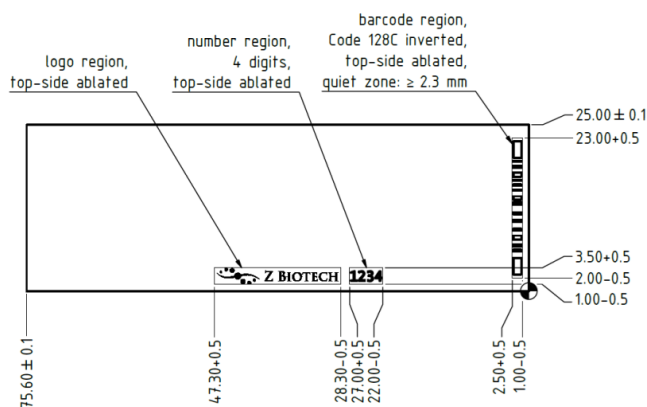 barcode region,
Code 128C inverted,
top-side ablated,
quiet zone: ≥ 2.3 mm
number region,
4 digits,
top-side ablated
logo region,
top-side ablated
25.00 ± 0.1
23.00+0.5
3.50+0.5
2.00-0.5
1.00-0.5
Z BIOTECH
1234
75.60 ± 0.1
47.30+0.5
28.30-0.5
27.00+0.5
22.00-0.5
2.50+0.5
1.00-0.5